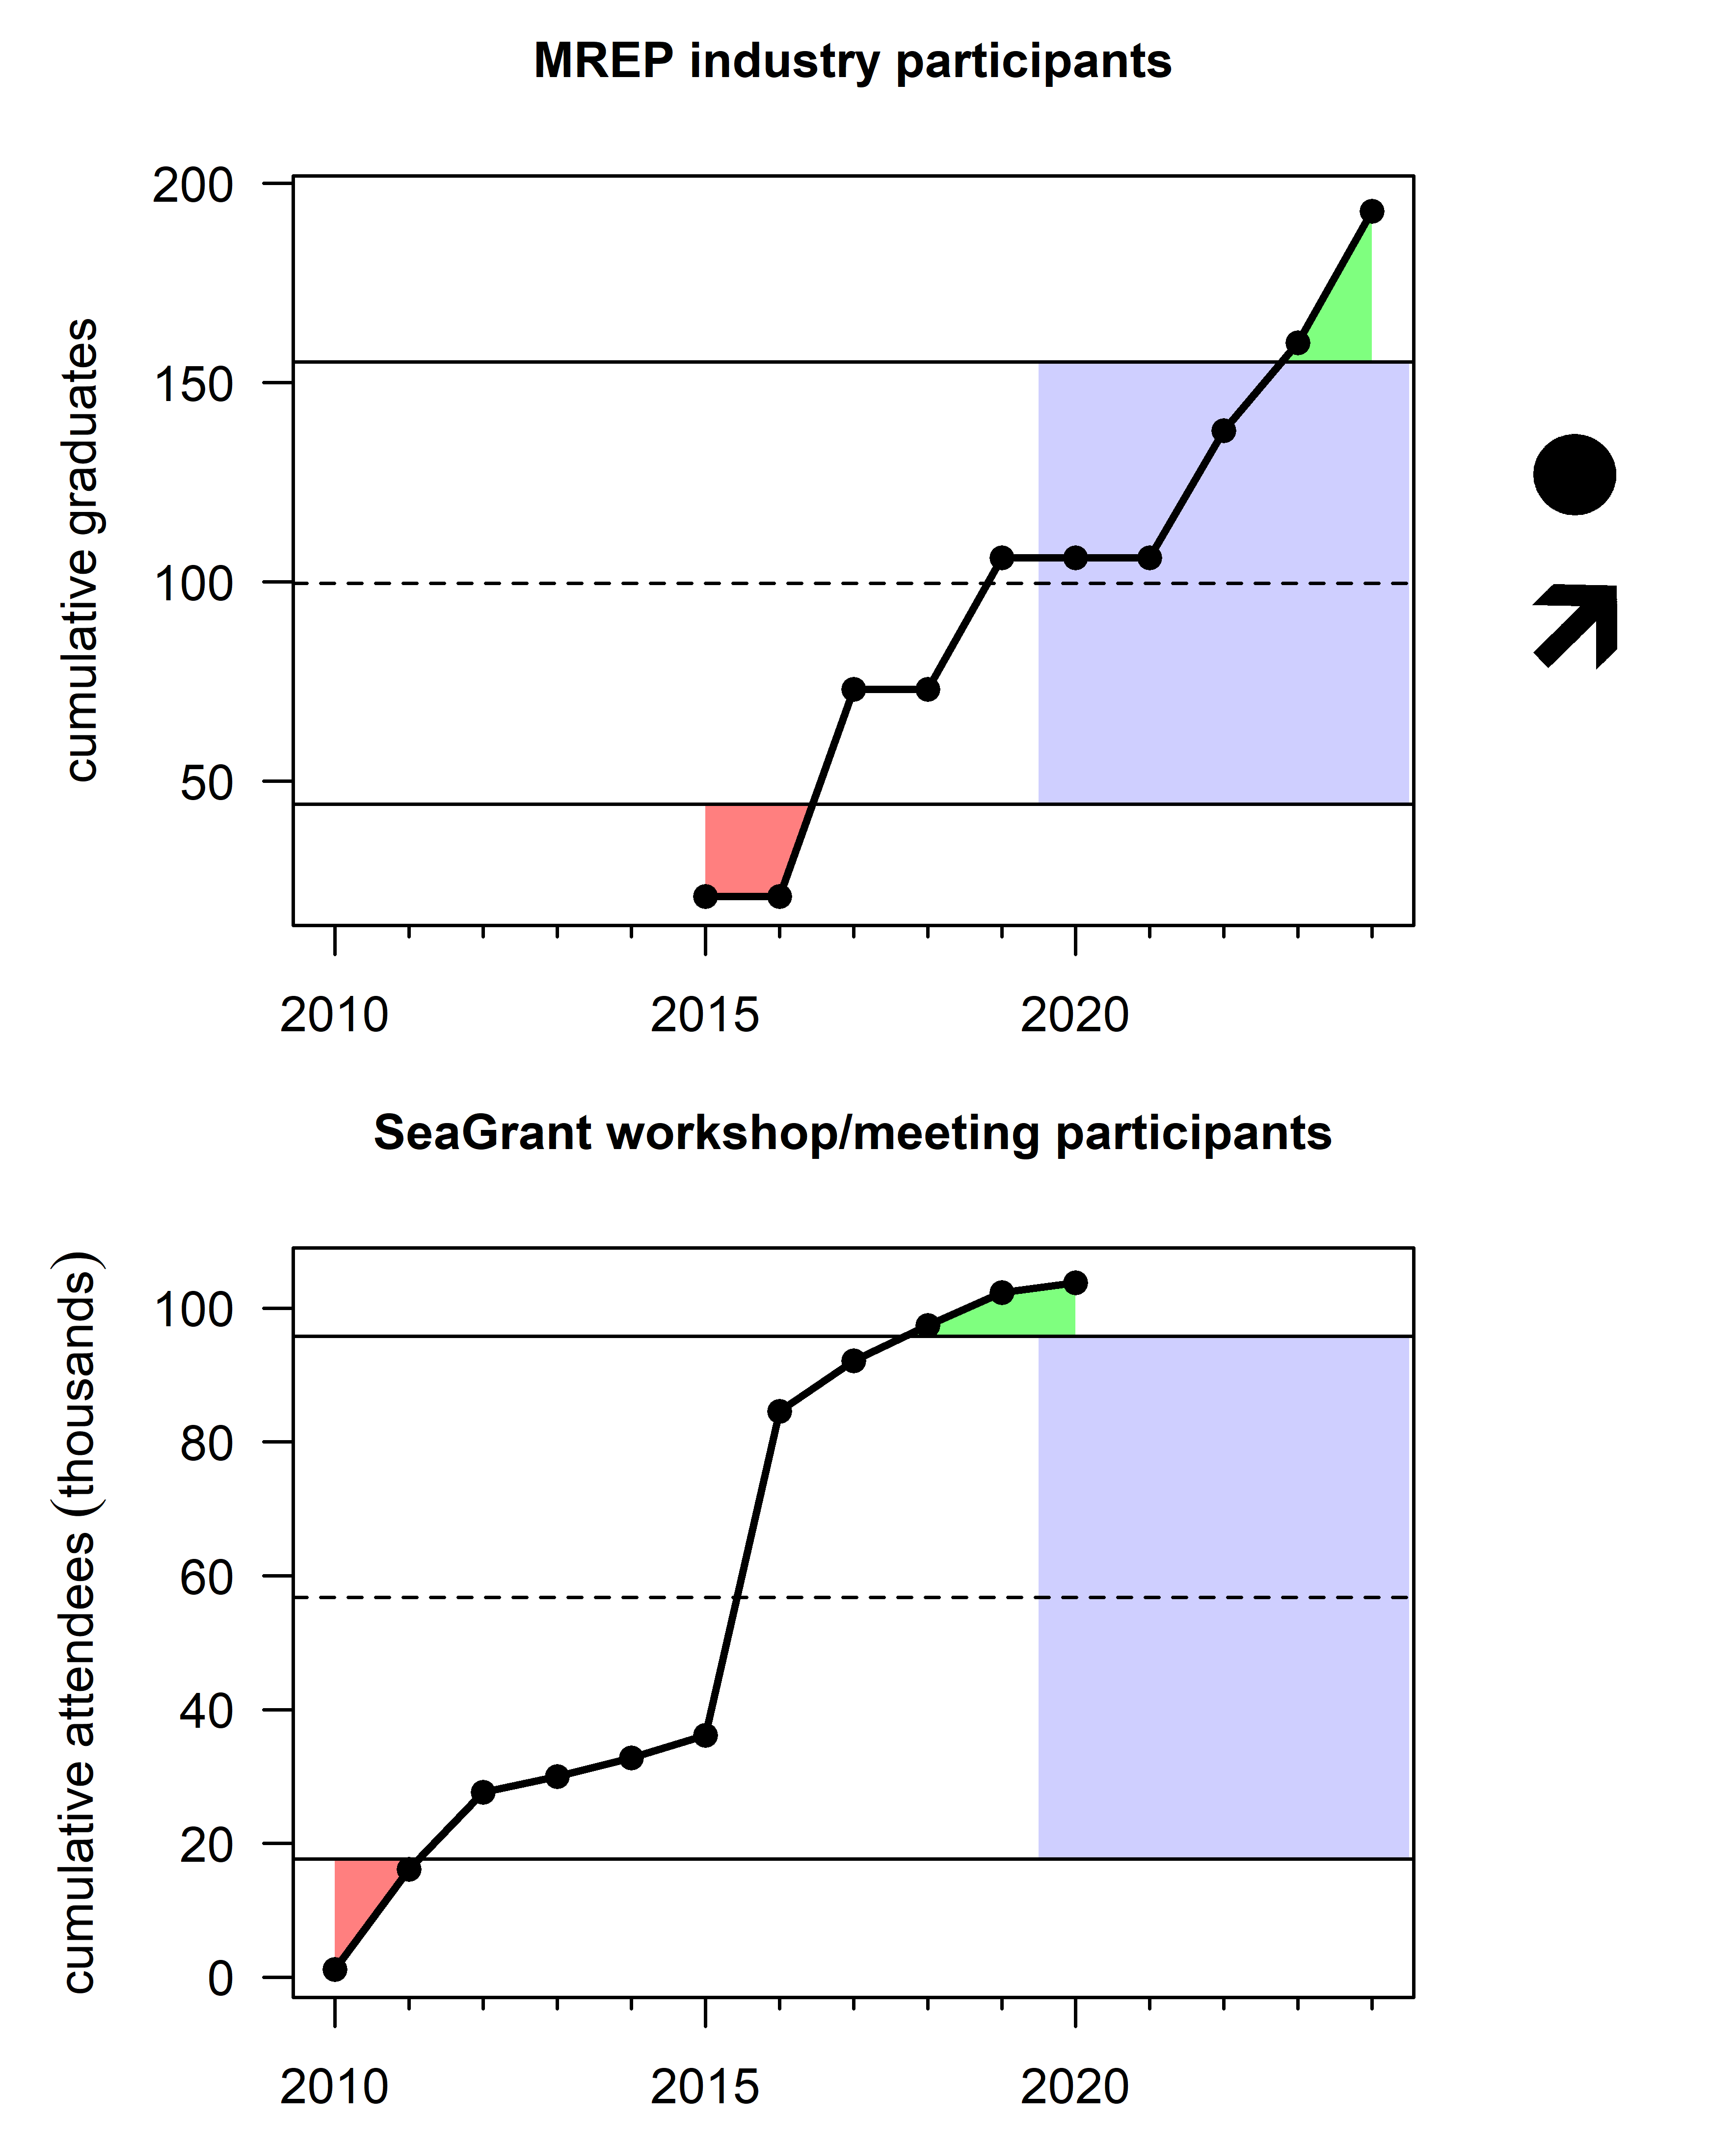 MREP industry participants
cumulative graduates
200
150
100
50
2010 2015 2020
SeaGrant workshop/meeting participants
cumulative attendees (thousands)
100
80
60
40
20
0
2010 2015 2020